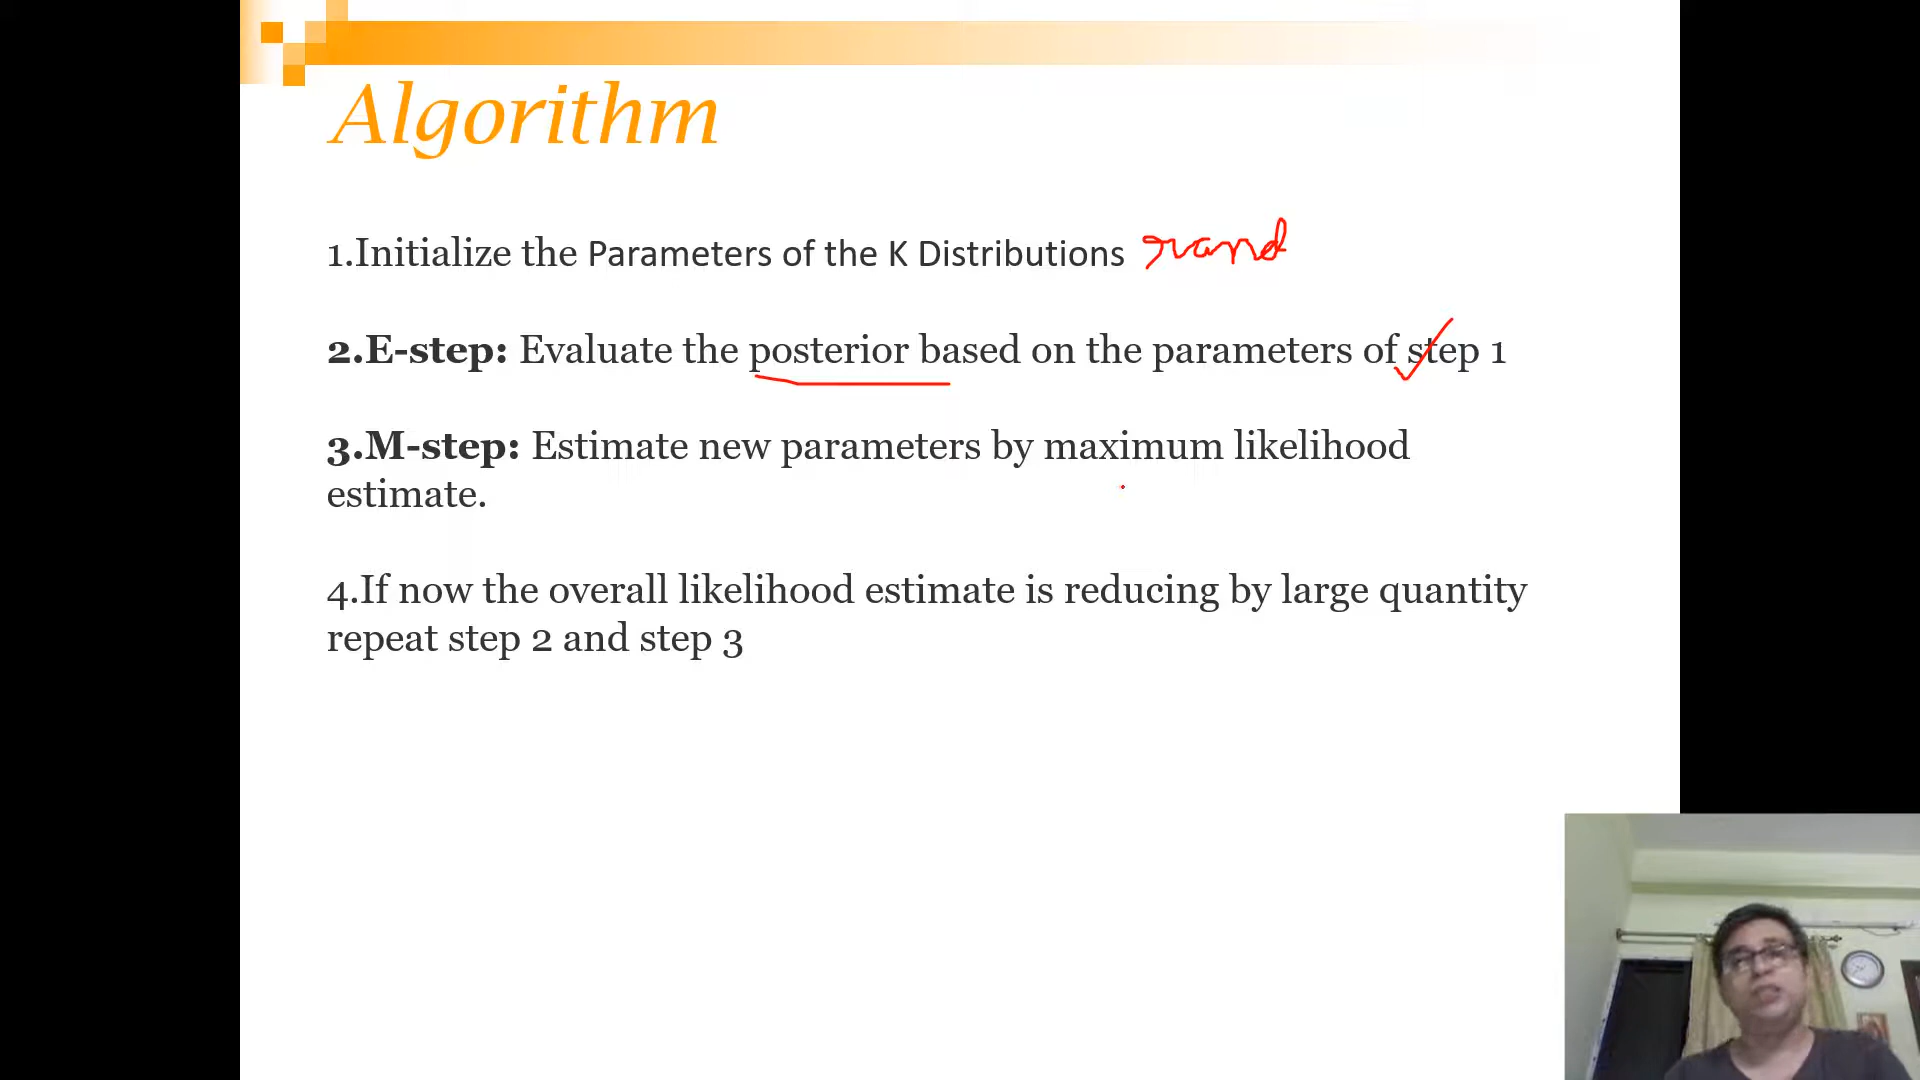 Algorithm
1.Initialize the Parameters of the K Distributions rand
2.E-step: Evaluate the posterior based on the parameters of step 1
3.M-step: Estimate new parameters by maximum likelihood
estimate.
4.If now the overall likelihood estimate is reducing by large quantity
repeat step 2 and step 3